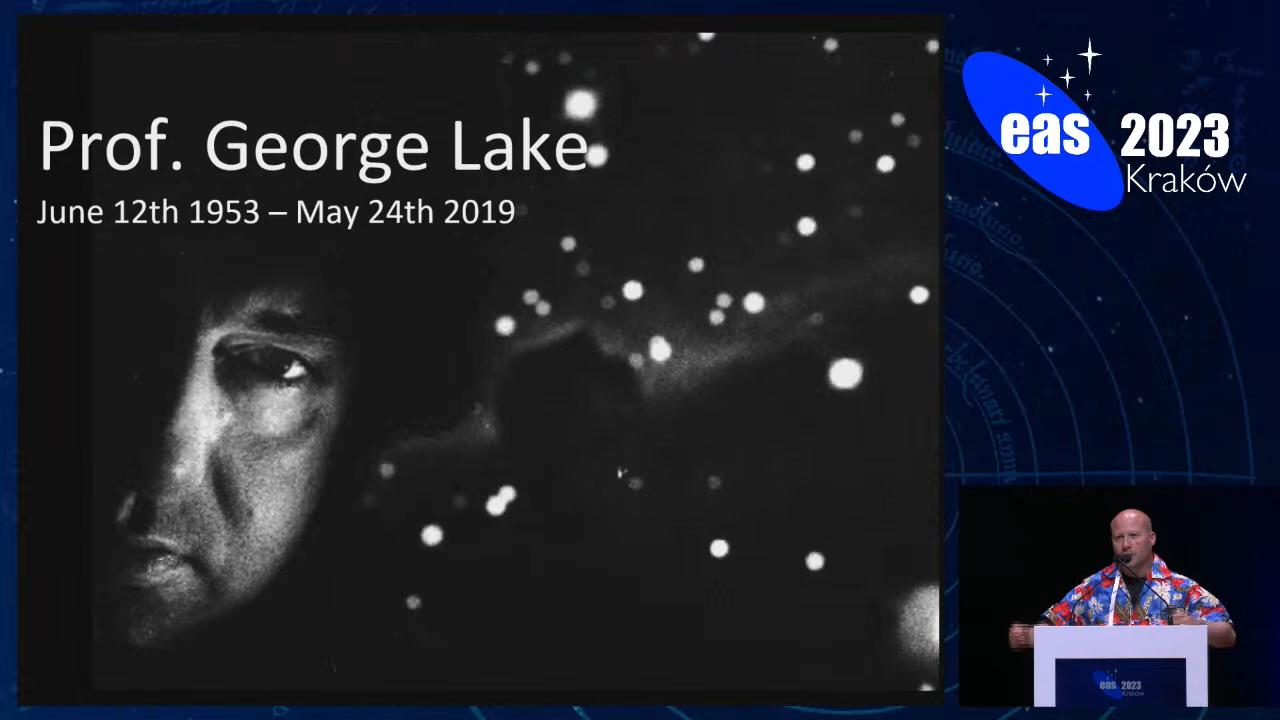 Prof. George Lake
June 12th 1953 – May 24th 2019
eas 2023
Kraków
eas 2023
Kraków